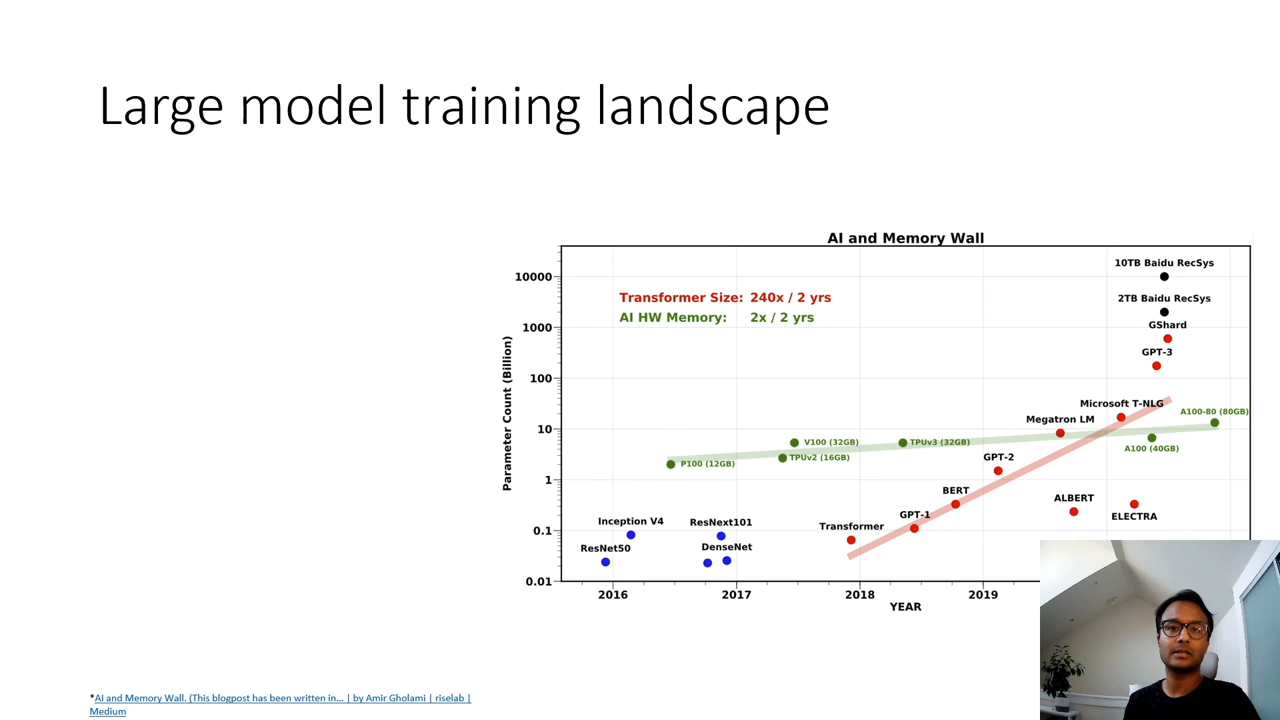 Large model training landscape
AI and Memory Wall
Transformer Size: 240x / 2 yrs
AI HW Memory: 2x / 2 yrs
Parameter Count (Billion)
10000
1000
100
10
1
0.1
0.01
10TB Baidu RecSys
2TB Baidu RecSys
GShard
GPT-3
Microsoft T-NLG
A100-80 (80GB)
Megatron LM
V100 (32GB)
TPUv3 (32GB)
A100 (40GB)
P100 (12GB)
TPUv2 (16GB)
GPT-2
BERT
ALBERT
GPT-1
ELECTRA
Inception V4
ResNext101
Transformer
ResNet50
DenseNet
2016
2017
2018
2019
YEAR
*AI and Memory Wall. (This blogpost has been written in... | by Amir Gholami | riselab |
Medium